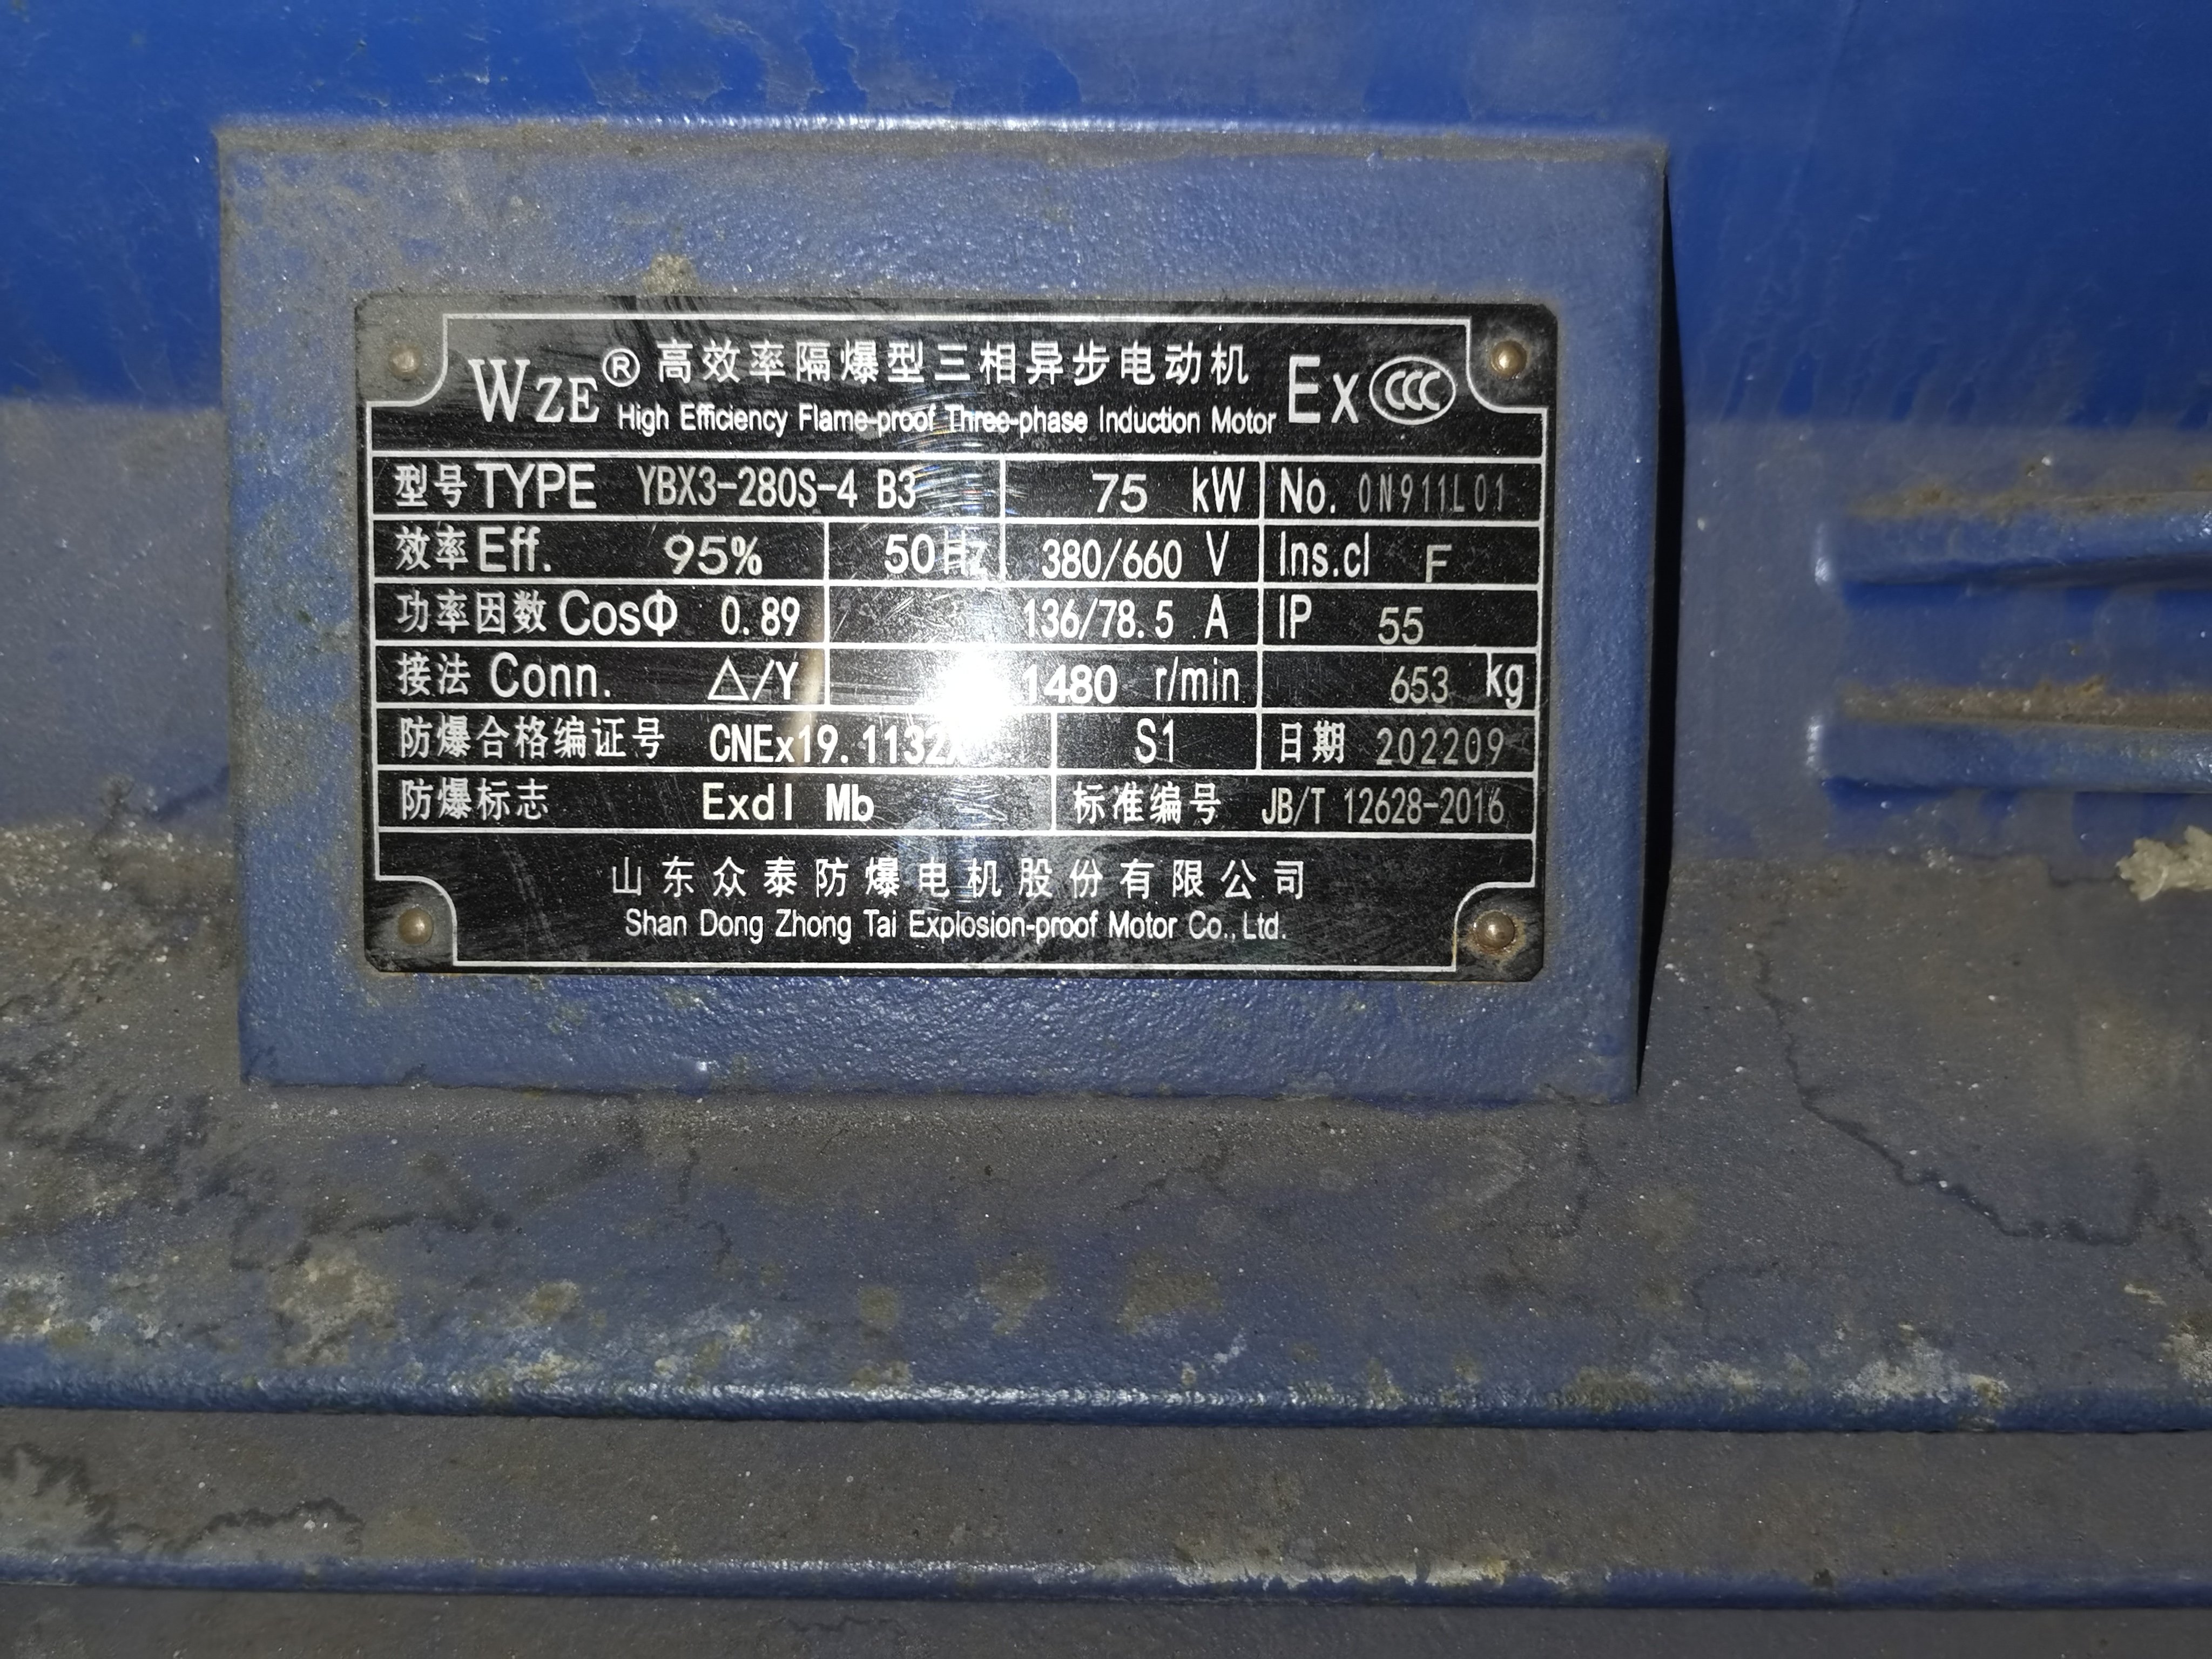 WZE® 高效率隔爆型三相异步电动机 Ex CCC
High Efficiency Flame-proof Three-phase Induction Motor
型号 TYPE YBX3-280S-4 B3 75 kW No. 0N911L01
效率 Eff. 95% 50Hz 380/660 V Ins.cl F
功率因数 CosΦ 0.89 136/78.5 A IP 55
接法 Conn. △/Y 1480 r/min 653 kg
防爆合格编证号 S1 日期 202209
防爆标志 ExdⅠ Mb 标准编号 JB/T 12628-2016
山东众泰防爆电机股份有限公司
Shan Dong Zhong Tai Explosion-proof Motor Co.,Ltd.